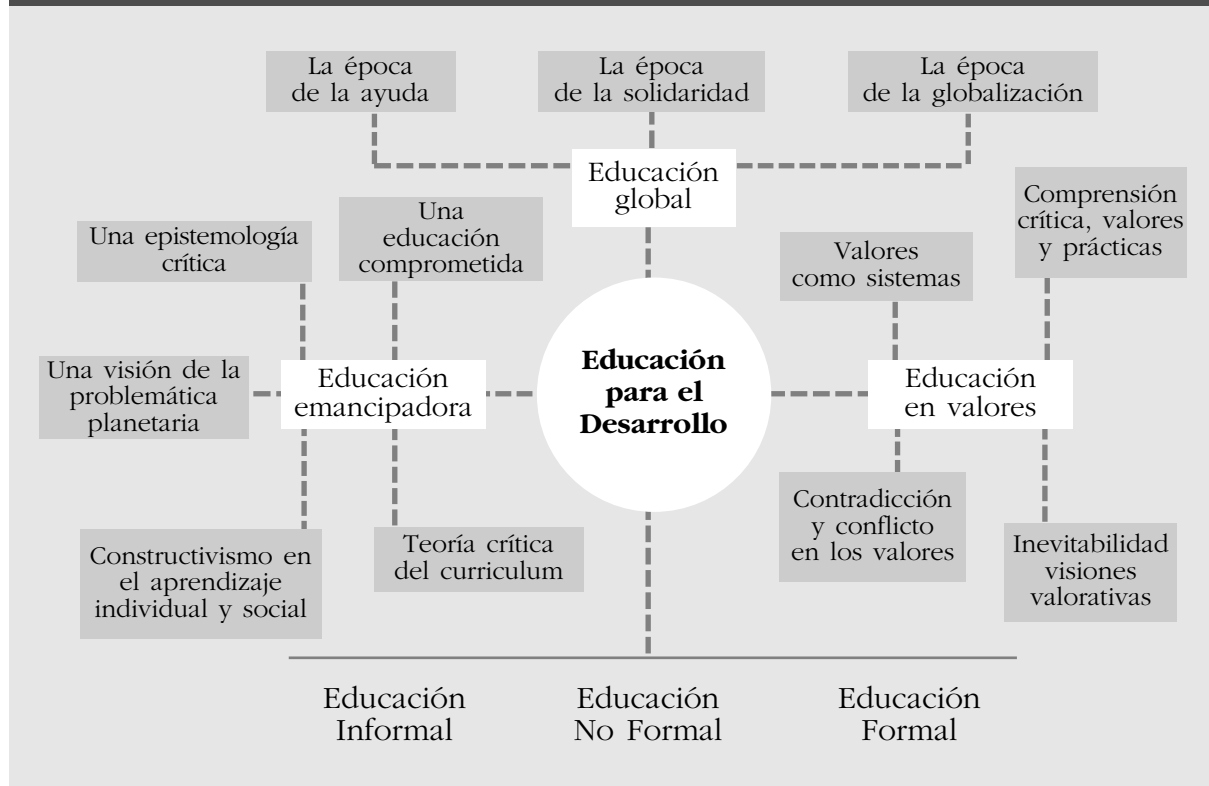 La época
de la ayuda
La época
de la solidaridad
La época
de la globalización
Educación
global
Una epistemología
crítica
Una
educación
comprometida
Valores
como sistemas
Comprensión
crítica, valores
y prácticas
Una visión de la
problemática
planetaria
Educación
emancipadora
Educación
para el
Desarrollo
Educación
en valores
Constructivismo en
el aprendizaje
individual y social
Teoría crítica
del curriculum
Contradicción
y conflicto
en los valores
Inevitabilidad
visiones
valorativas
Educación
Informal
Educación
No Formal
Educación
Formal